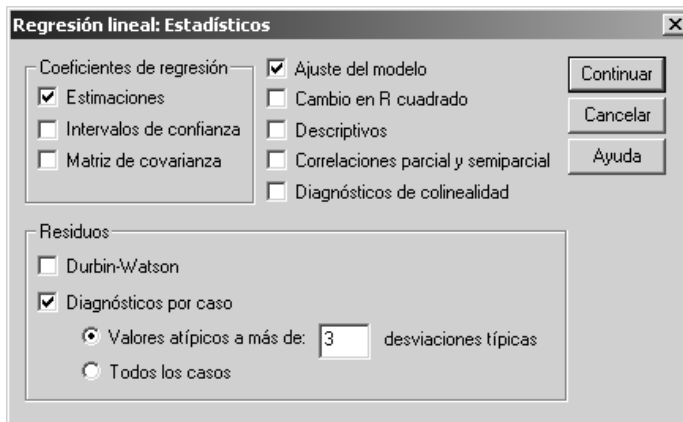 Regresión lineal: Estadísticos
Coeficientes de regresión
Estimaciones
Intervalos de confianza
Matriz de covarianza
Ajuste del modelo
Cambio en R cuadrado
Descriptivos
Correlaciones parcial y semiparcial
Diagnósticos de colinealidad
Continuar
Cancelar
Ayuda
Residuos
Durbin-Watson
Diagnósticos por caso
Valores atípicos a más de: 3 desviaciones típicas
Todos los casos